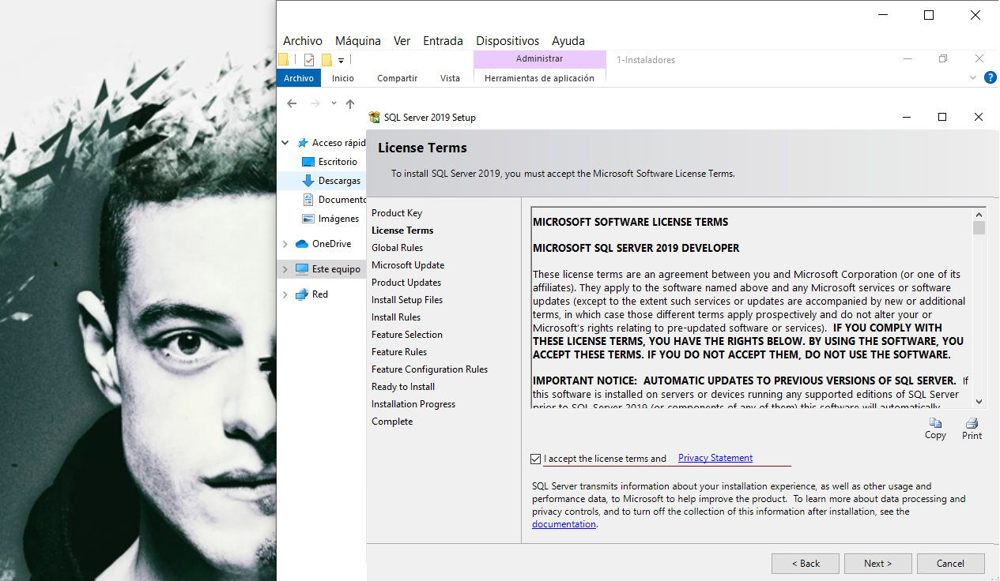 Archivo Máquina Ver Entrada Dispositivos Ayuda
Administrar 1-Instaladores
Archivo Inicio Compartir Vista Herramientas de aplicación
SQL Server 2019 Setup
License Terms
To install SQL Server 2019, you must accept the Microsoft Software License Terms.
Acceso rápid
Escritorio
Descargas
Documento
Imágenes
OneDrive
Este equipo
Red
Product Key
License Terms
Global Rules
Microsoft Update
Product Updates
Install Setup Files
Install Rules
Feature Selection
Feature Rules
Feature Configuration Rules
Ready to Install
Installation Progress
Complete
MICROSOFT SOFTWARE LICENSE TERMS
MICROSOFT SQL SERVER 2019 DEVELOPER
These license terms are an agreement between you and Microsoft Corporation (or one of its
affiliates). They apply to the software named above and any Microsoft services or software
updates (except to the extent such services or updates are accompanied by new or additional
terms, in which case those different terms apply prospectively and do not alter your or
Microsoft's rights relating to pre-updated software or services). IF YOU COMPLY WITH
THESE LICENSE TERMS, YOU HAVE THE RIGHTS BELOW. BY USING THE SOFTWARE, YOU
ACCEPT THESE TERMS. IF YOU DO NOT ACCEPT THEM, DO NOT USE THE SOFTWARE.
IMPORTANT NOTICE: AUTOMATIC UPDATES TO PREVIOUS VERSIONS OF SQL SERVER. If
this software is installed on servers or devices running any supported editions of SQL Server
prior to SQL Server 2019 (or components of any of them) this software will automatically
Copy Print
I accept the license terms and Privacy Statement
SQL Server transmits information about your installation experience, as well as other usage and
performance data, to Microsoft to help improve the product. To learn more about data processing and
privacy controls, and to turn off the collection of this information after installation, see the
documentation.
< Back Next > Cancel